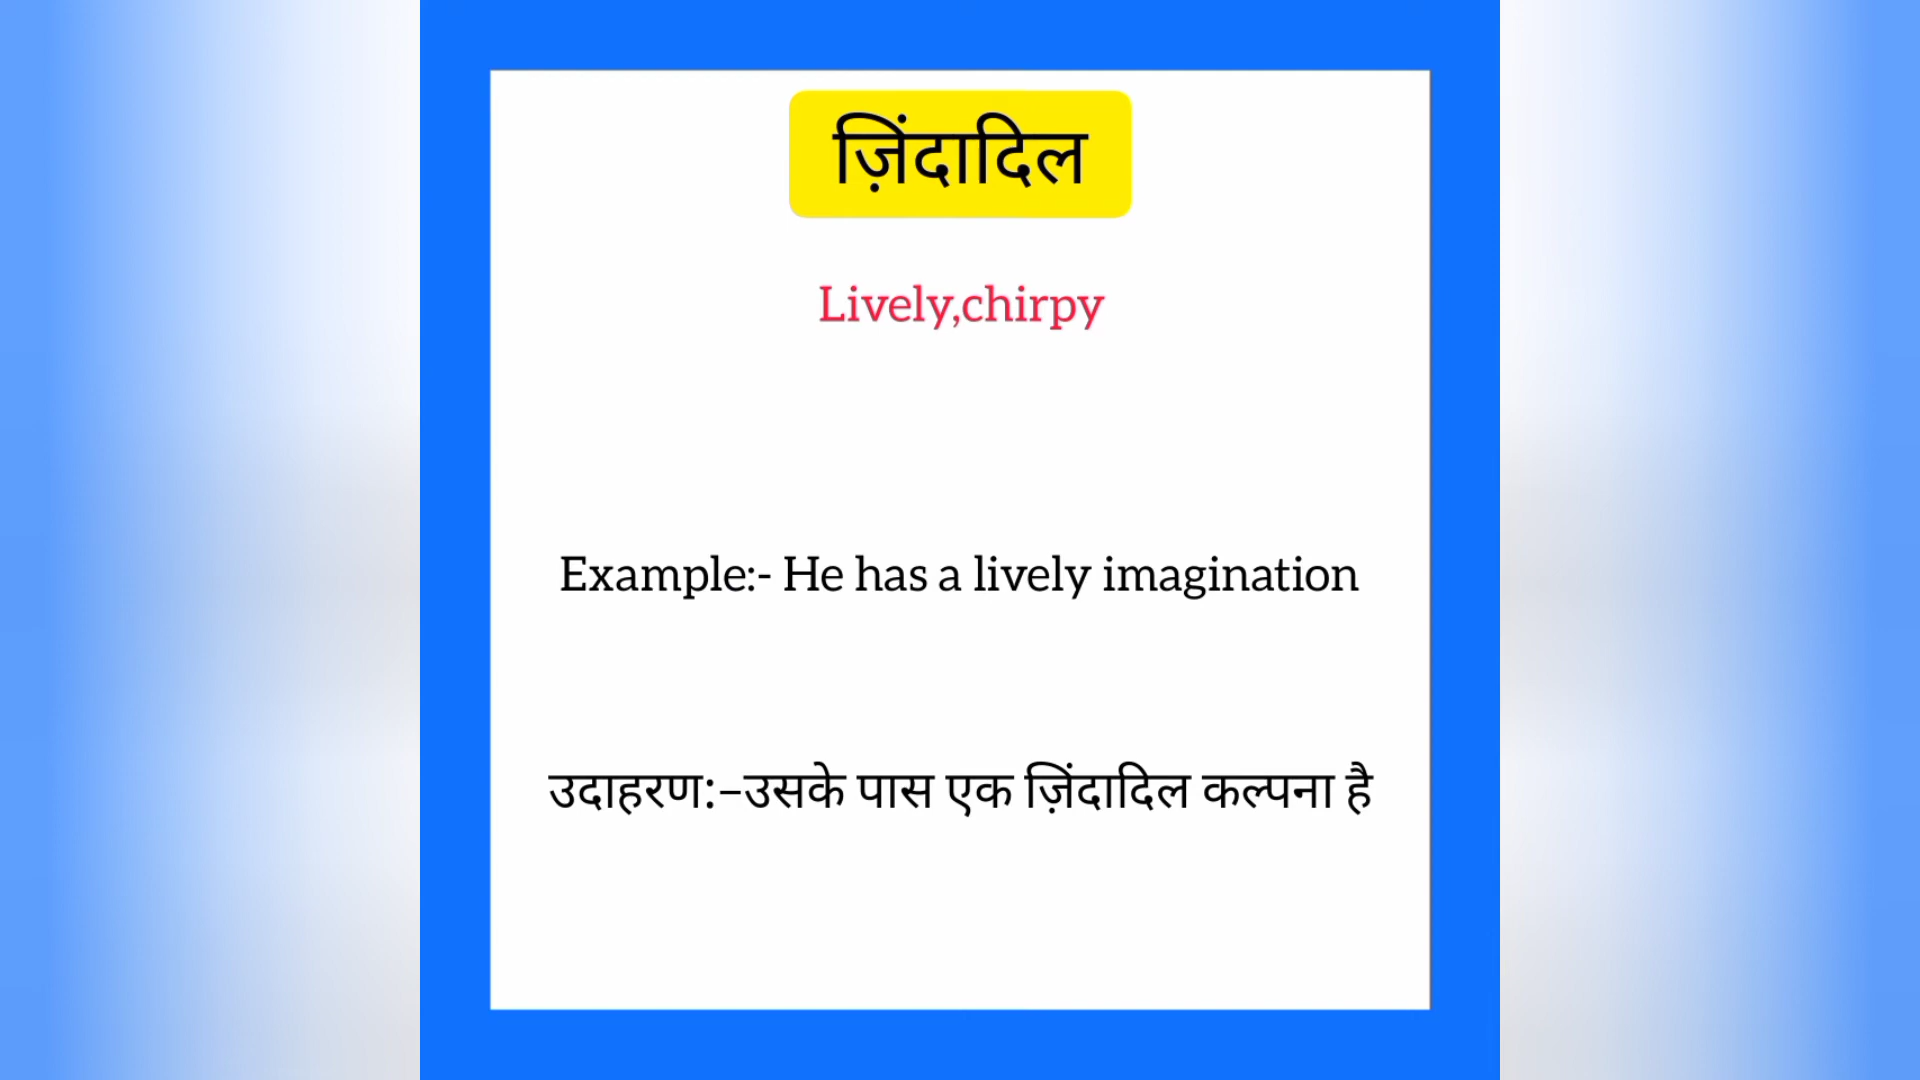 ज़िंदादिल
Lively,chirpy
Example:- He has a lively imagination
उदाहरण:–उसके पास एक ज़िंदादिल कल्पना है